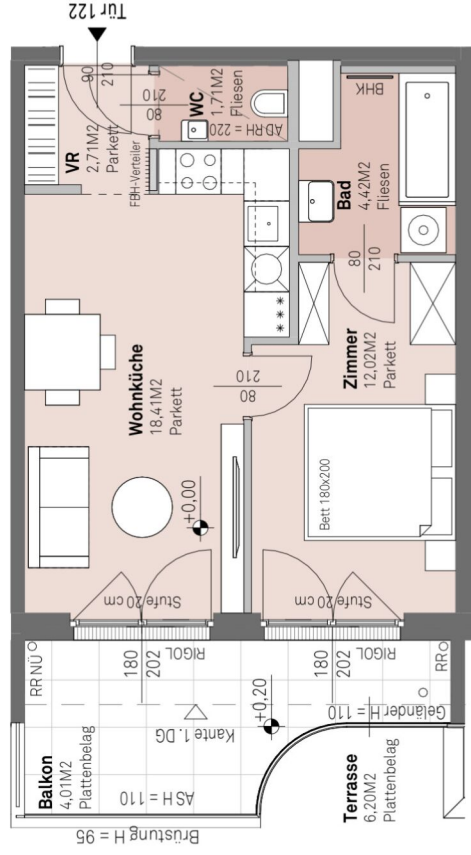 Tür 122
90
210
VR
2,71M2
Parkett
80
210
WC
1,71M2
Fliesen
AD RH = 220
FBH-Verteiler
BHK
Bad
4,42M2
Fliesen
80
210
Wohnküche
18,41M2
Parkett
80
210
Zimmer
12,02M2
Parkett
Bett 180x200
+0,00
Stufe 20 cm
Stufe 20 cm
RR NÜ
180
202
RIGOL
180
202
RIGOL
RR
Balkon
4,01M2
Plattenbelag
Kante 1. DG
+0,20
Geländer H = 110
ASH = 110
Terrasse
6,20M2
Plattenbelag
Brüstung H = 95